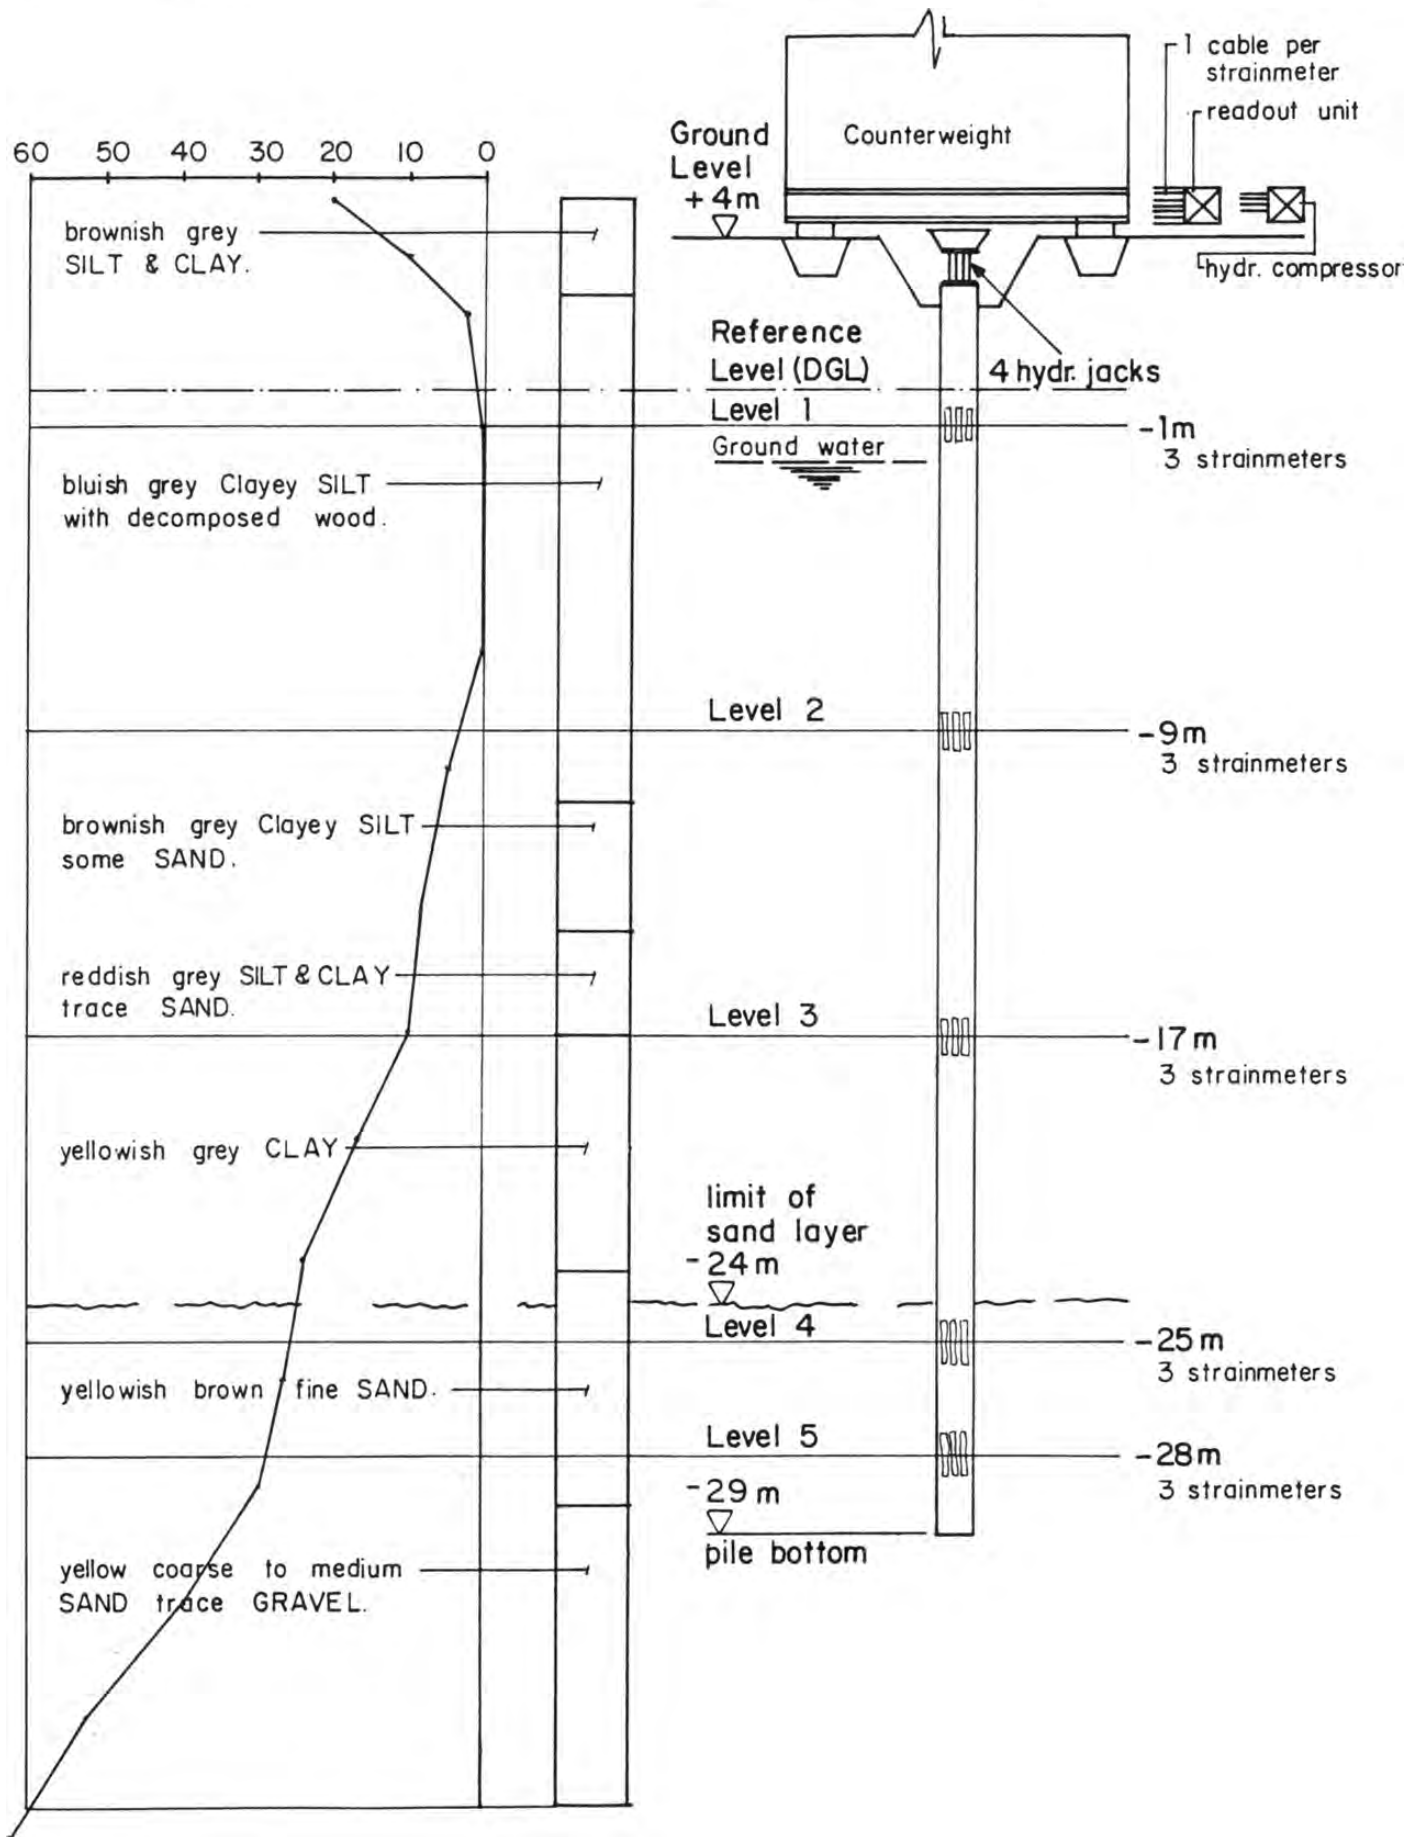 1 cable per
strainmeter
readout unit
Counterweight
Ground
Level
+4m
hydr. compressor
60 50 40 30 20 10 0
brownish grey
SILT & CLAY.
Reference
Level (DGL)
4 hydr. jacks
Level 1
-1m
3 strainmeters
Ground water
bluish grey Clayey SILT
with decomposed wood.
Level 2
-9m
3 strainmeters
brownish grey Clayey SILT
some SAND.
reddish grey SILT & CLAY
trace SAND.
Level 3
-17m
3 strainmeters
yellowish grey CLAY
limit of
sand layer
-24m
Level 4
-25m
3 strainmeters
yellowish brown fine SAND.
Level 5
-28m
3 strainmeters
-29m
pile bottom
yellow coarse to medium
SAND trace GRAVEL.